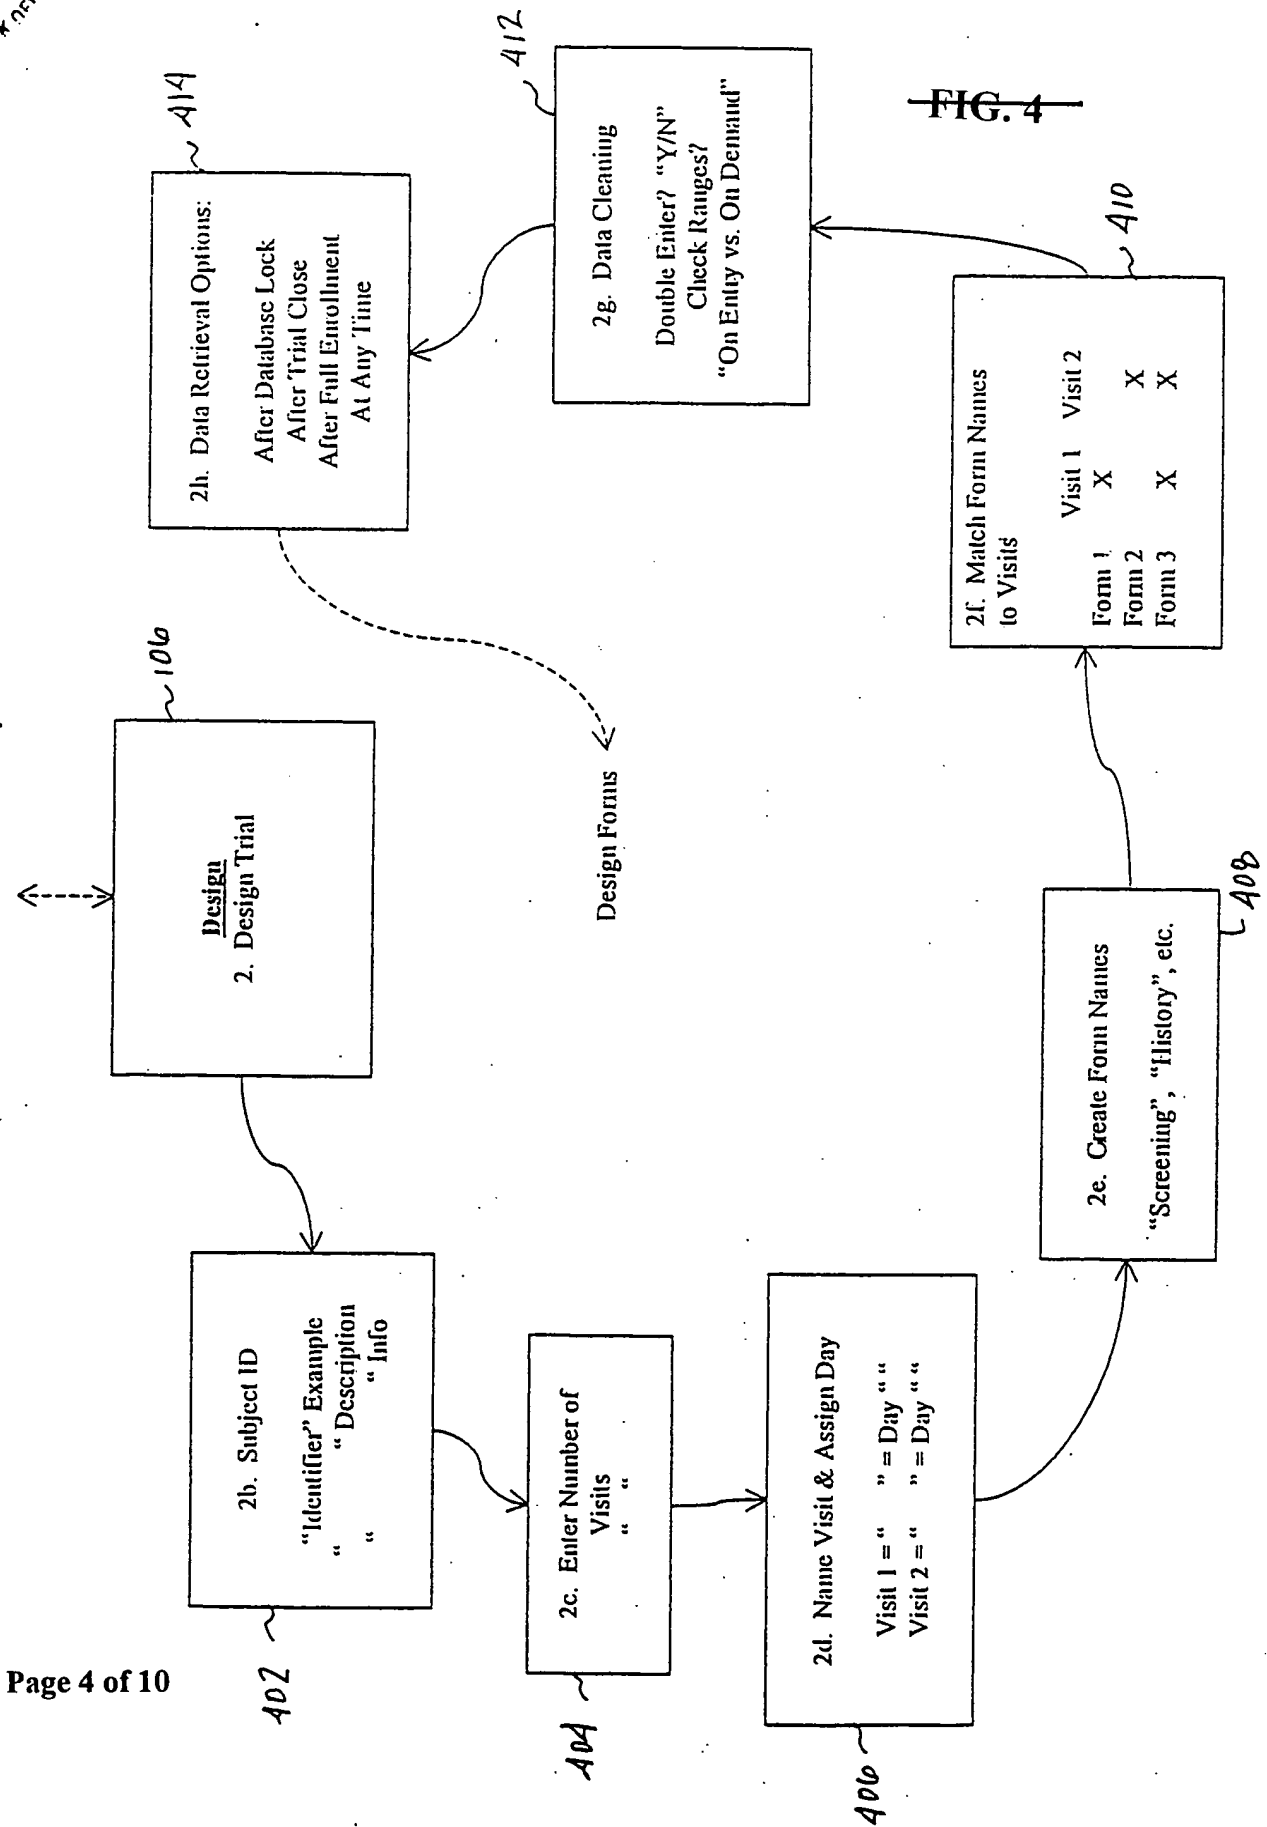 Page 4 of 10
Design
2. Design Trial
106
2b. Subject ID
“Identifier” Example
“ “ Description
“ “ Info
402
2c. Enter Number of
Visits
“ “
404
2d. Name Visit & Assign Day
Visit 1 = “ ” = Day “ “
Visit 2 = “ ” = Day “ “
406
2e. Create Form Names
“Screening”, “History”, etc.
408
2f. Match Form Names
to Visits
Visit 1 Visit 2
Form 1 X
Form 2 X
Form 3 X X
410
2g. Data Cleaning
Double Enter? “Y/N”
Check Ranges?
“On Entry vs. On Demand”
412
2h. Data Retrieval Options:
After Database Lock
After Trial Close
After Full Enrollment
At Any Time
414
Design Forms
FIG. 4